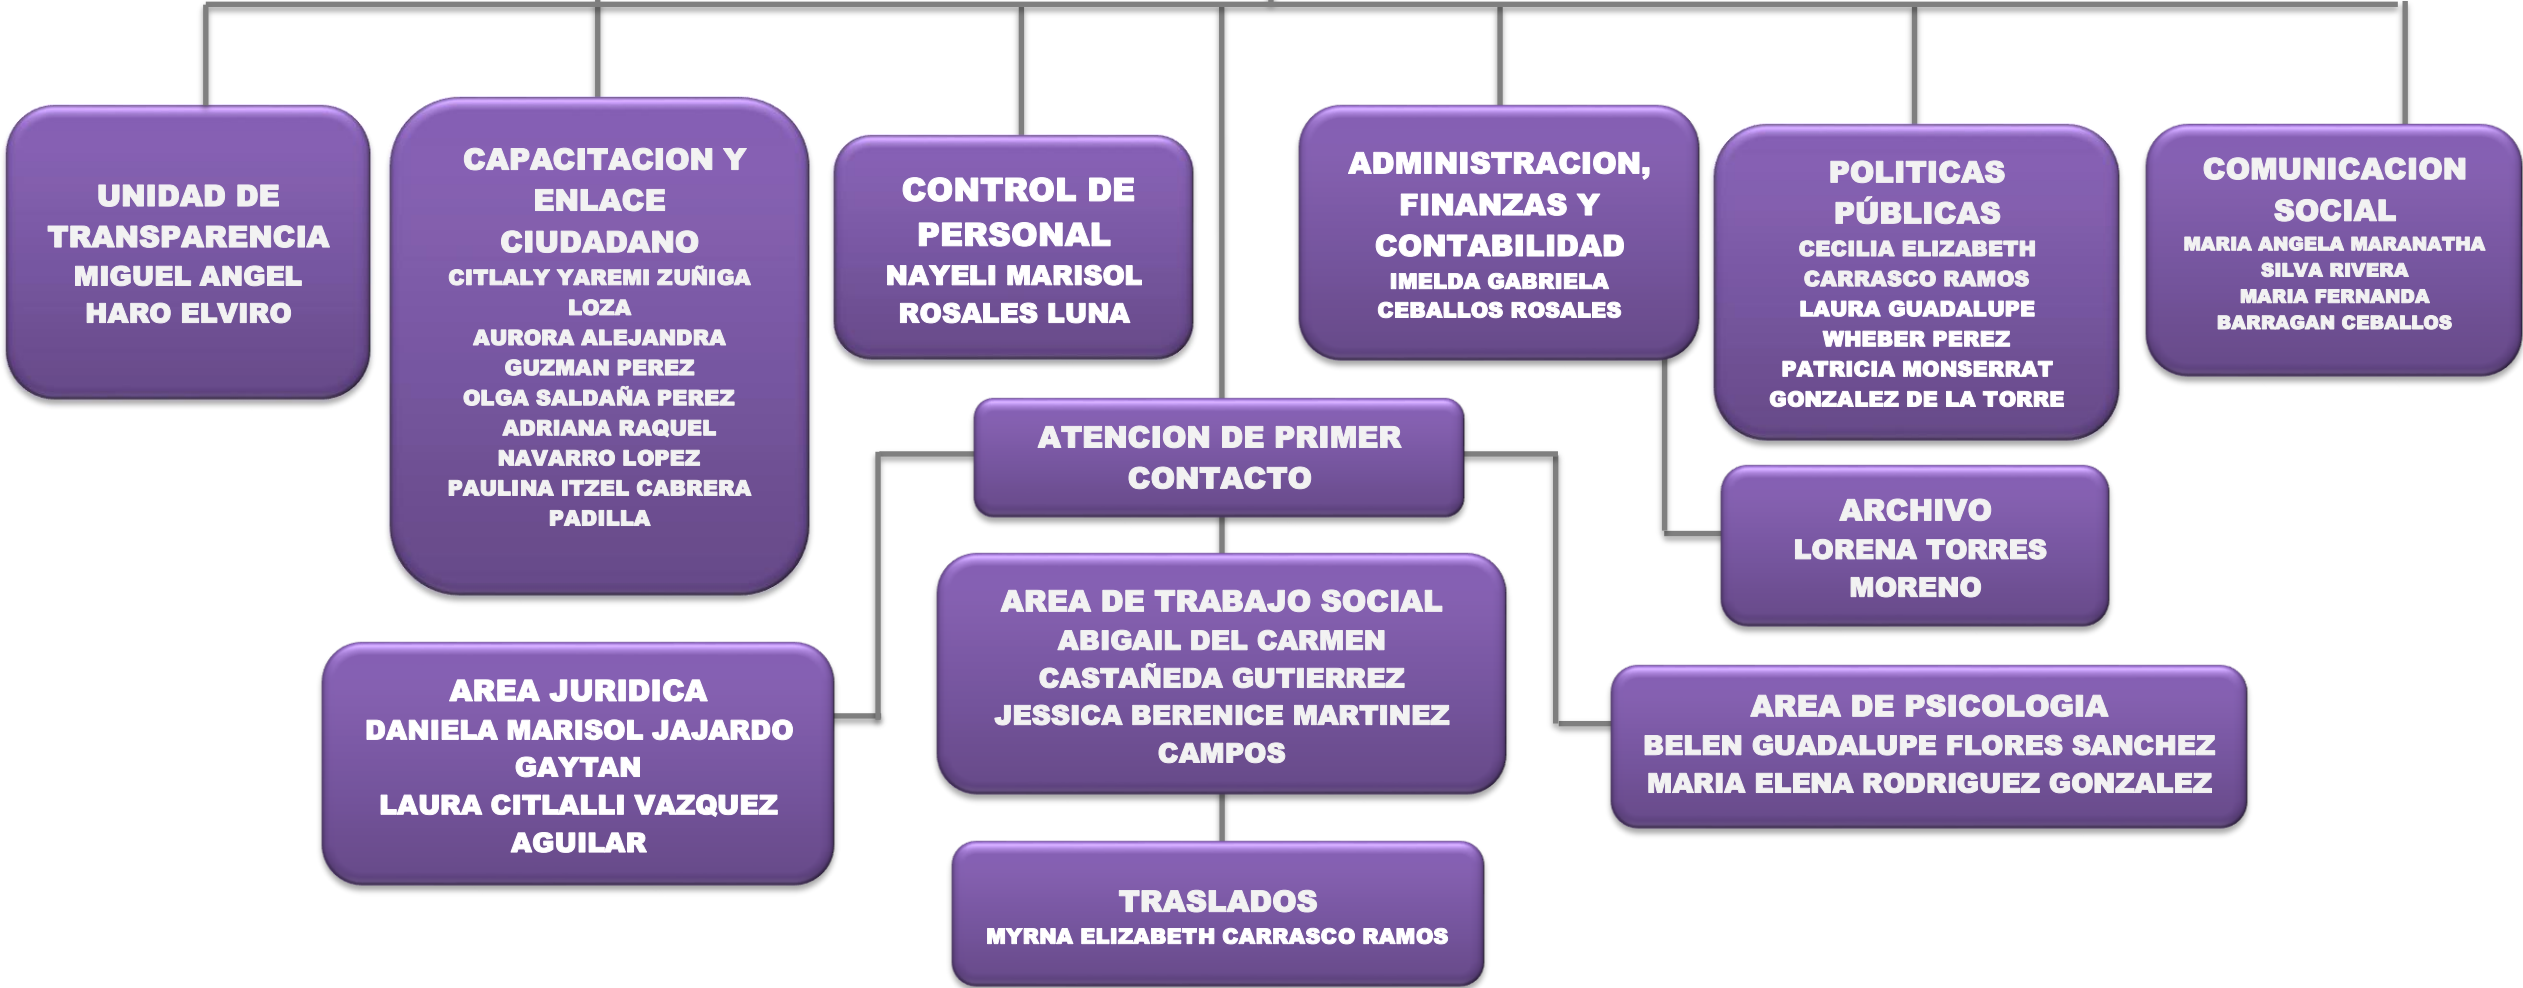 UNIDAD DE
TRANSPARENCIA
MIGUEL ANGEL
HARO ELVIRO
CAPACITACION Y
ENLACE
CIUDADANO
CITLALY YAREMI ZUÑIGA
LOZA
AURORA ALEJANDRA
GUZMAN PEREZ
OLGA SALDAÑA PEREZ
ADRIANA RAQUEL
NAVARRO LOPEZ
PAULINA ITZEL CABRERA
PADILLA
CONTROL DE
PERSONAL
NAYELI MARISOL
ROSALES LUNA
ADMINISTRACION,
FINANZAS Y
CONTABILIDAD
IMELDA GABRIELA
CEBALLOS ROSALES
POLITICAS
PÚBLICAS
CECILIA ELIZABETH
CARRASCO RAMOS
LAURA GUADALUPE
WHEBER PEREZ
PATRICIA MONSERRAT
GONZALEZ DE LA TORRE
COMUNICACION
SOCIAL
MARIA ANGELA MARANATHA
SILVA RIVERA
MARIA FERNANDA
BARRAGAN CEBALLOS
ATENCION DE PRIMER
CONTACTO
ARCHIVO
LORENA TORRES
MORENO
AREA JURIDICA
DANIELA MARISOL JAJARDO
GAYTAN
LAURA CITLALLI VAZQUEZ
AGUILAR
AREA DE TRABAJO SOCIAL
ABIGAIL DEL CARMEN
CASTAÑEDA GUTIERREZ
JESSICA BERENICE MARTINEZ
CAMPOS
AREA DE PSICOLOGIA
BELEN GUADALUPE FLORES SANCHEZ
MARIA ELENA RODRIGUEZ GONZALEZ
TRASLADOS
MYRNA ELIZABETH CARRASCO RAMOS